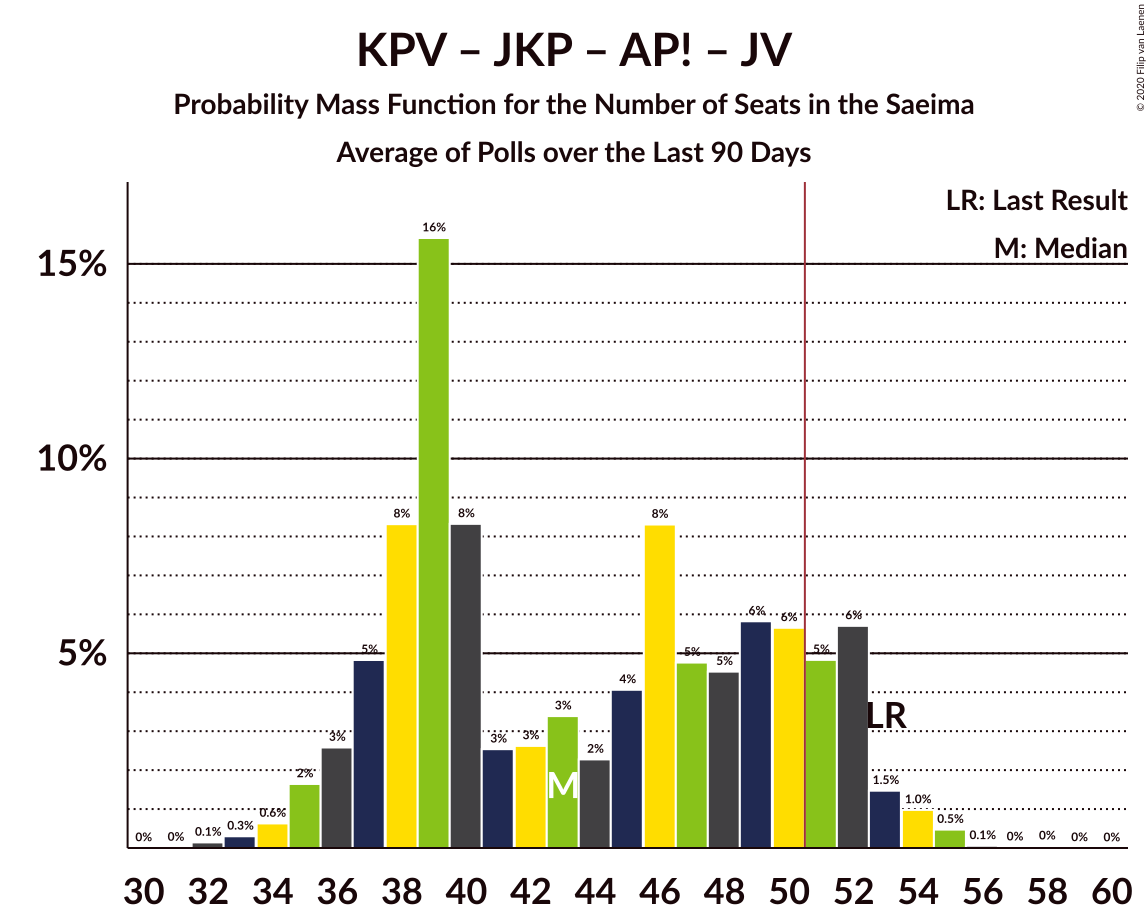 KPV – JKP – AP! – JV
Probability Mass Function for the Number of Seats in the Saeima
Average of Polls over the Last 90 Days
© 2020 Filip van Laenen
LR: Last Result
M: Median
15%
10%
5%
0% 0% 0.1% 0.3% 0.6% 2% 3% 5% 8% 16% 8% 3% 3% 3% 2% 4% 8% 5% 5% 6% 6% 5% 6% 1.5% 1.0% 0.5% 0.1% 0% 0% 0% 0%
M
LR
30 32 34 36 38 40 42 44 46 48 50 52 54 56 58 60